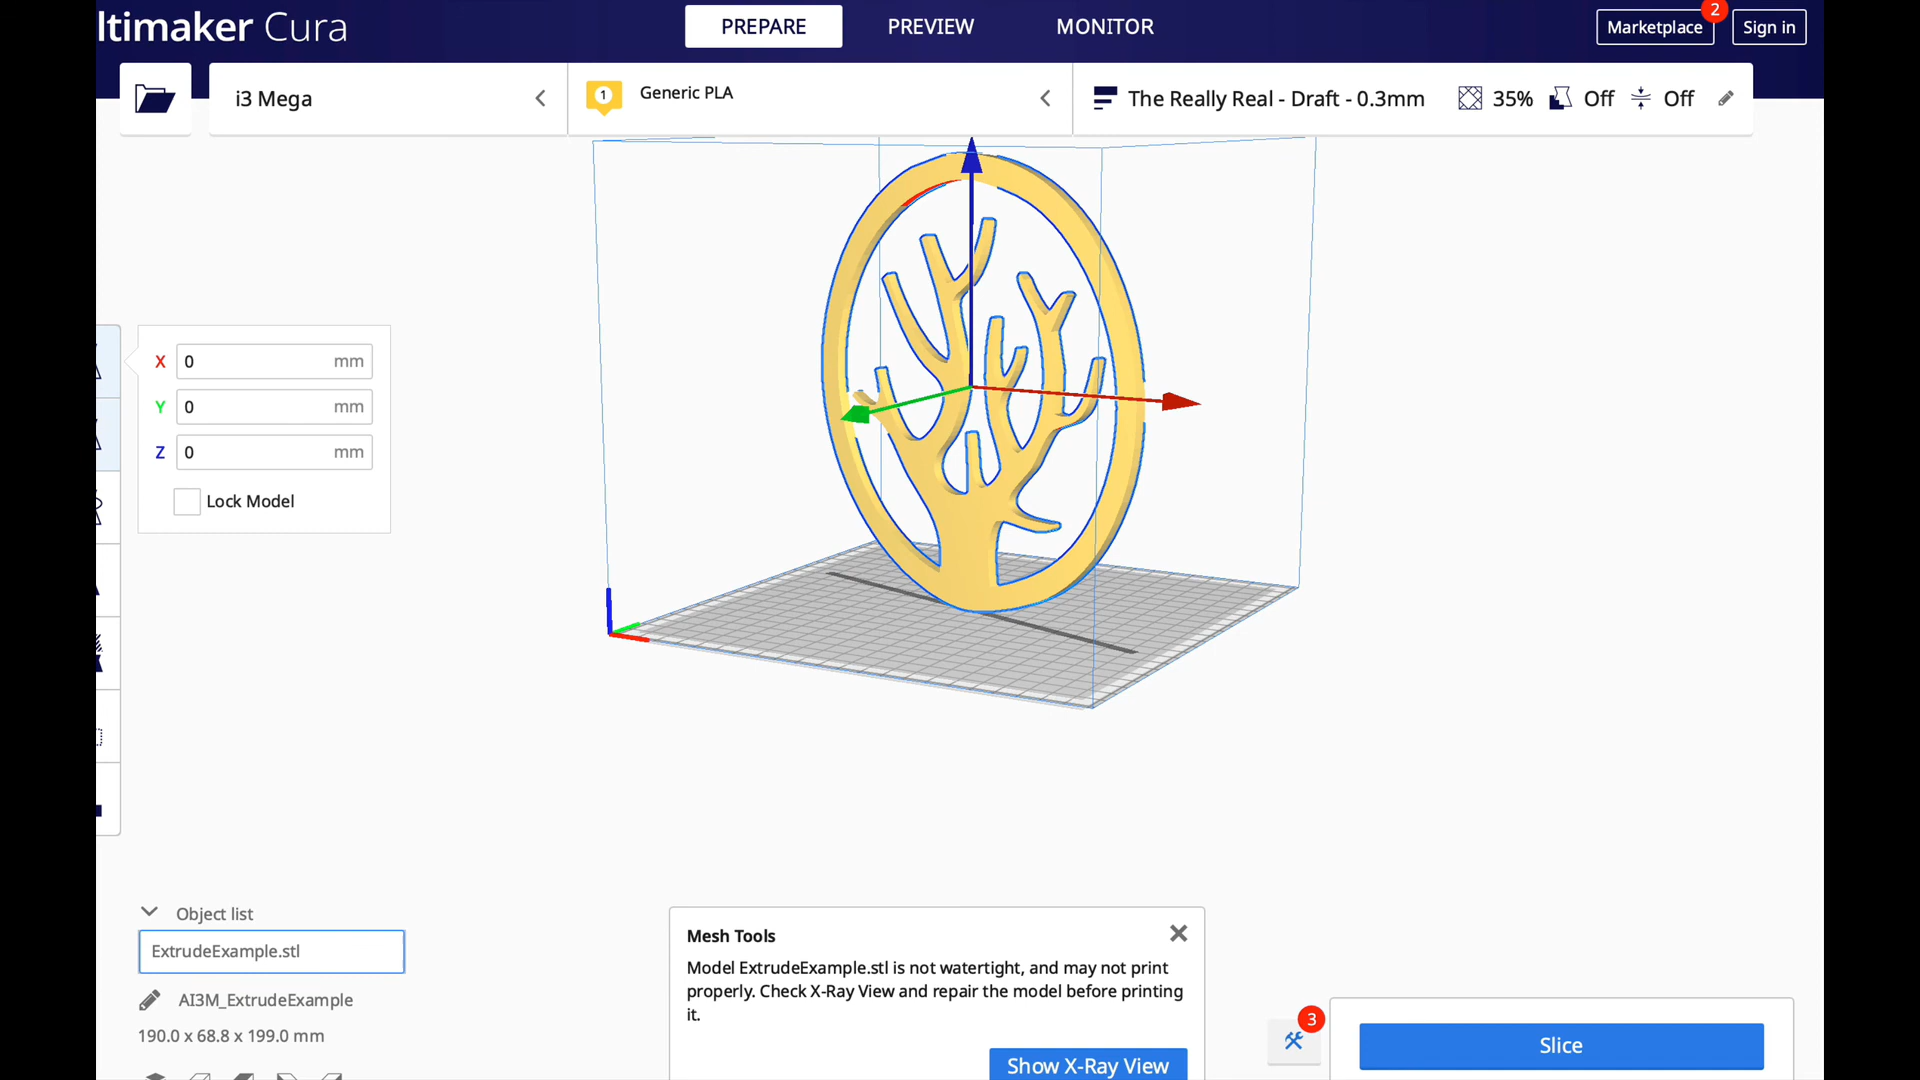 ltimaker Cura
PREPARE
PREVIEW
MONITOR
Marketplace
2
Sign in
i3 Mega
1
Generic PLA
The Really Real - Draft - 0.3mm
35%
Off
Off
X 0 mm
Y 0 mm
Z 0 mm
Lock Model
Object list
ExtrudeExample.stl
AI3M_ExtrudeExample
190.0 x 68.8 x 199.0 mm
Mesh Tools
Model ExtrudeExample.stl is not watertight, and may not print
properly. Check X-Ray View and repair the model before printing
it.
Show X-Ray View
3
Slice